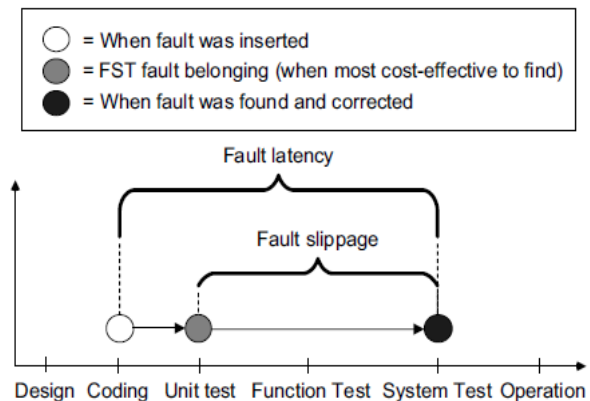 = When fault was inserted
= FST fault belonging (when most cost-effective to find)
= When fault was found and corrected
Fault latency
Fault slippage
Design Coding Unit test Function Test System Test Operation